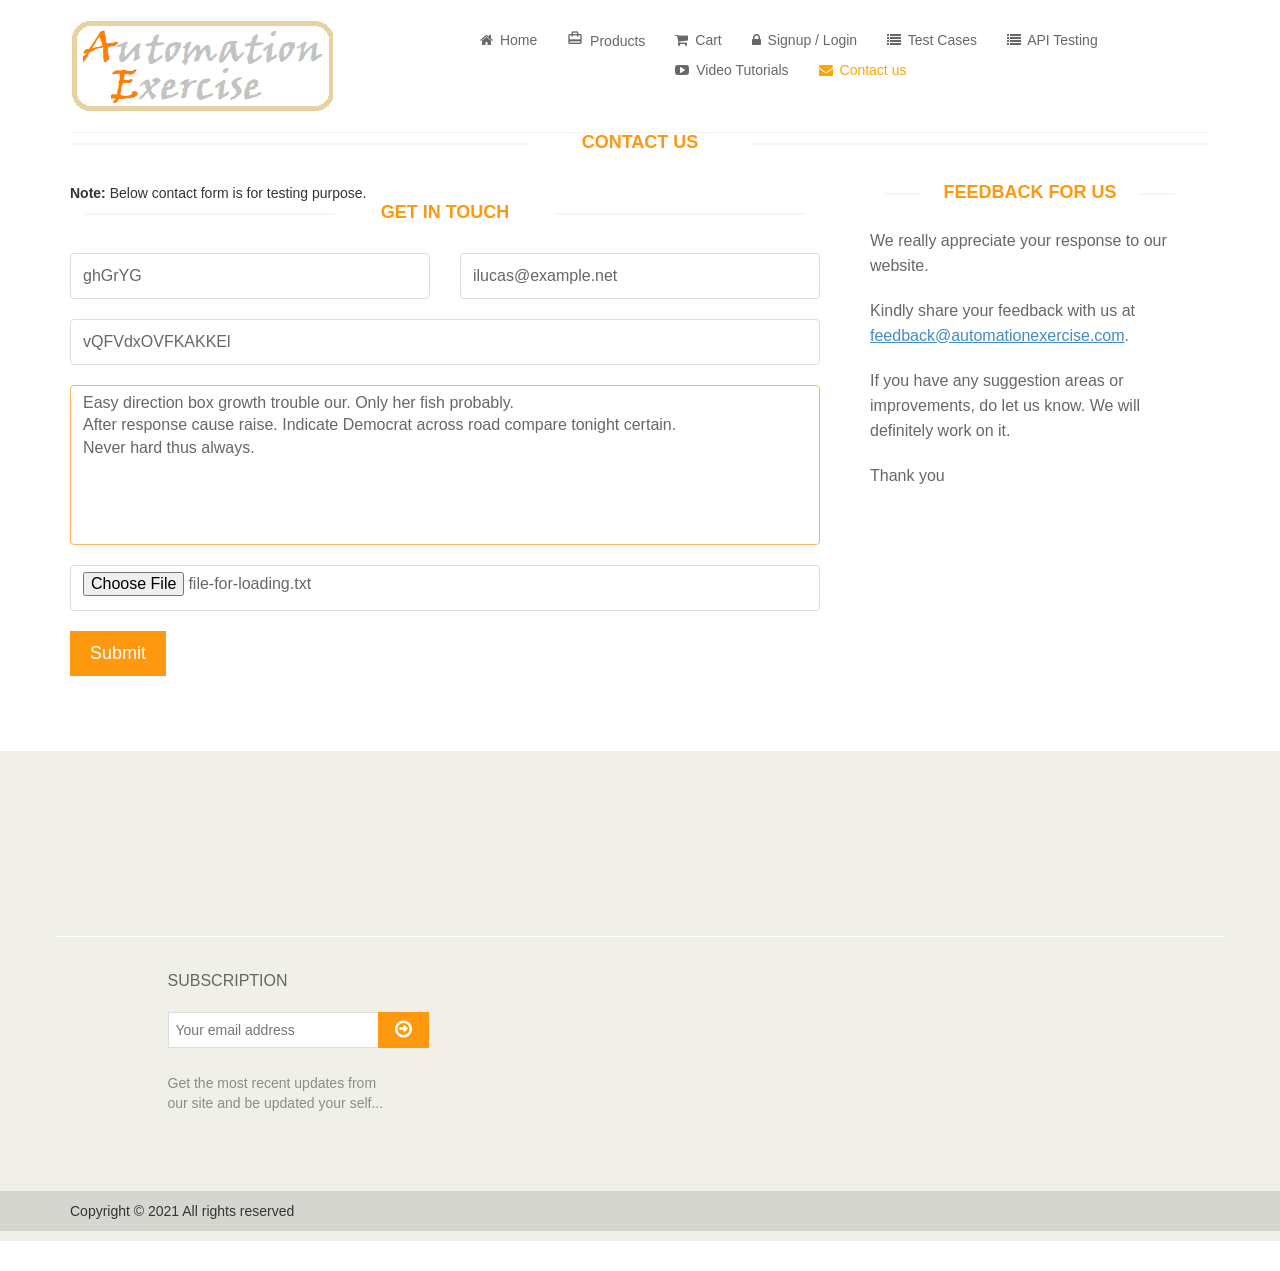 Automation
Exercise
Home
Products
Cart
Signup / Login
Test Cases
API Testing
Video Tutorials
Contact us
CONTACT US
Note: Below contact form is for testing purpose.
GET IN TOUCH
ghGrYG
ilucas@example.net
vQFVdxOVFKAKKEl
Easy direction box growth trouble our. Only her fish probably.
After response cause raise. Indicate Democrat across road compare tonight certain.
Never hard thus always.
Choose File file-for-loading.txt
Submit
FEEDBACK FOR US
We really appreciate your response to our
website.
Kindly share your feedback with us at
feedback@automationexercise.com.
If you have any suggestion areas or
improvements, do let us know. We will
definitely work on it.
Thank you
SUBSCRIPTION
Your email address
Get the most recent updates from
our site and be updated your self...
Copyright © 2021 All rights reserved